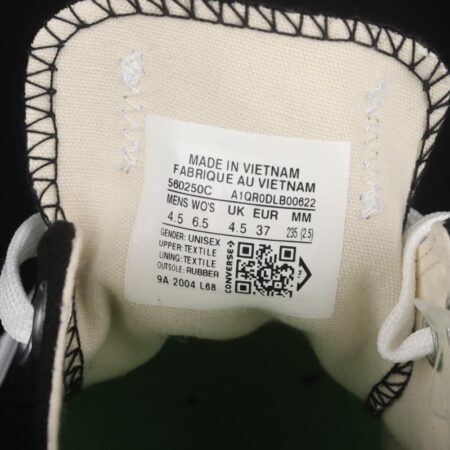 MADE IN VIETNAM
FABRIQUE AU VIETNAM
560250C A1QR0DLB00622
MENS WO'S UK EUR MM
4.5 6.5 4.5 37 235 (2.5)
GENDER: UNISEX
UPPER: TEXTILE
LINING: TEXTILE
OUTSOLE: RUBBER
9A 2004 L68
CONVERSE